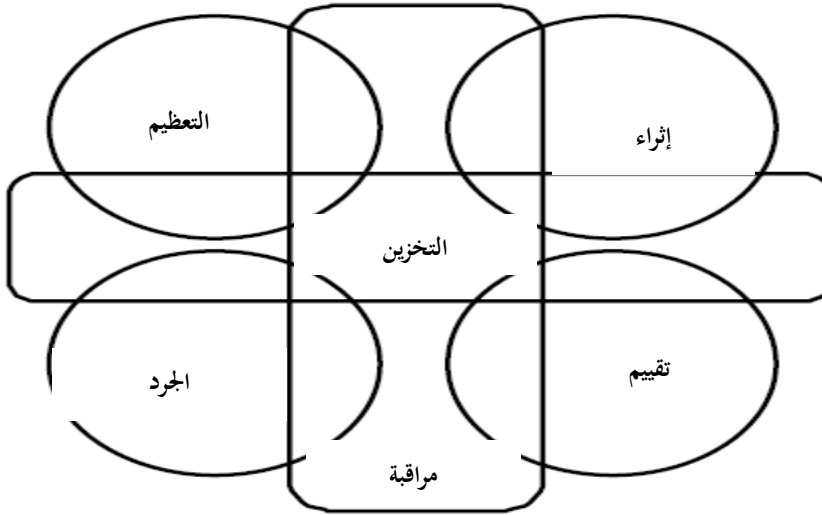 إثراء
التعظيم
التخزين
تقييم
الجرد
مراقبة